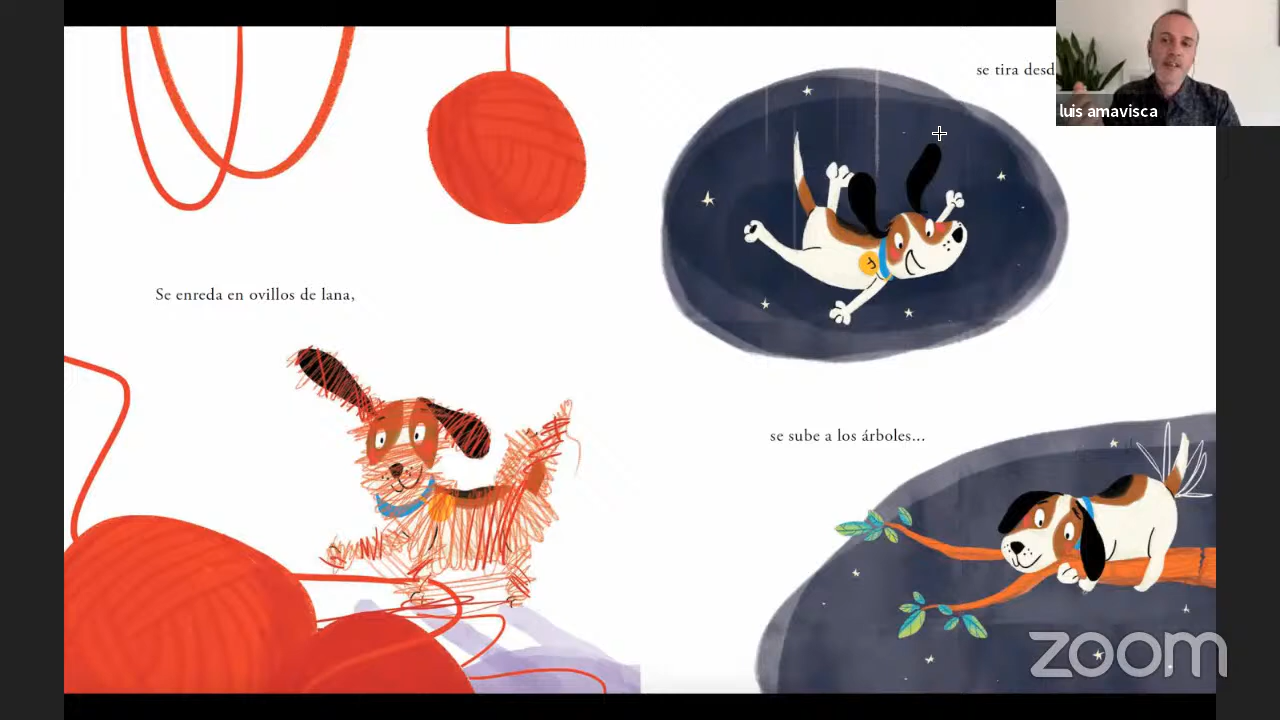 Se enreda en ovillos de lana,
se tira desd
se sube a los árboles...
luis amavisca
zoom